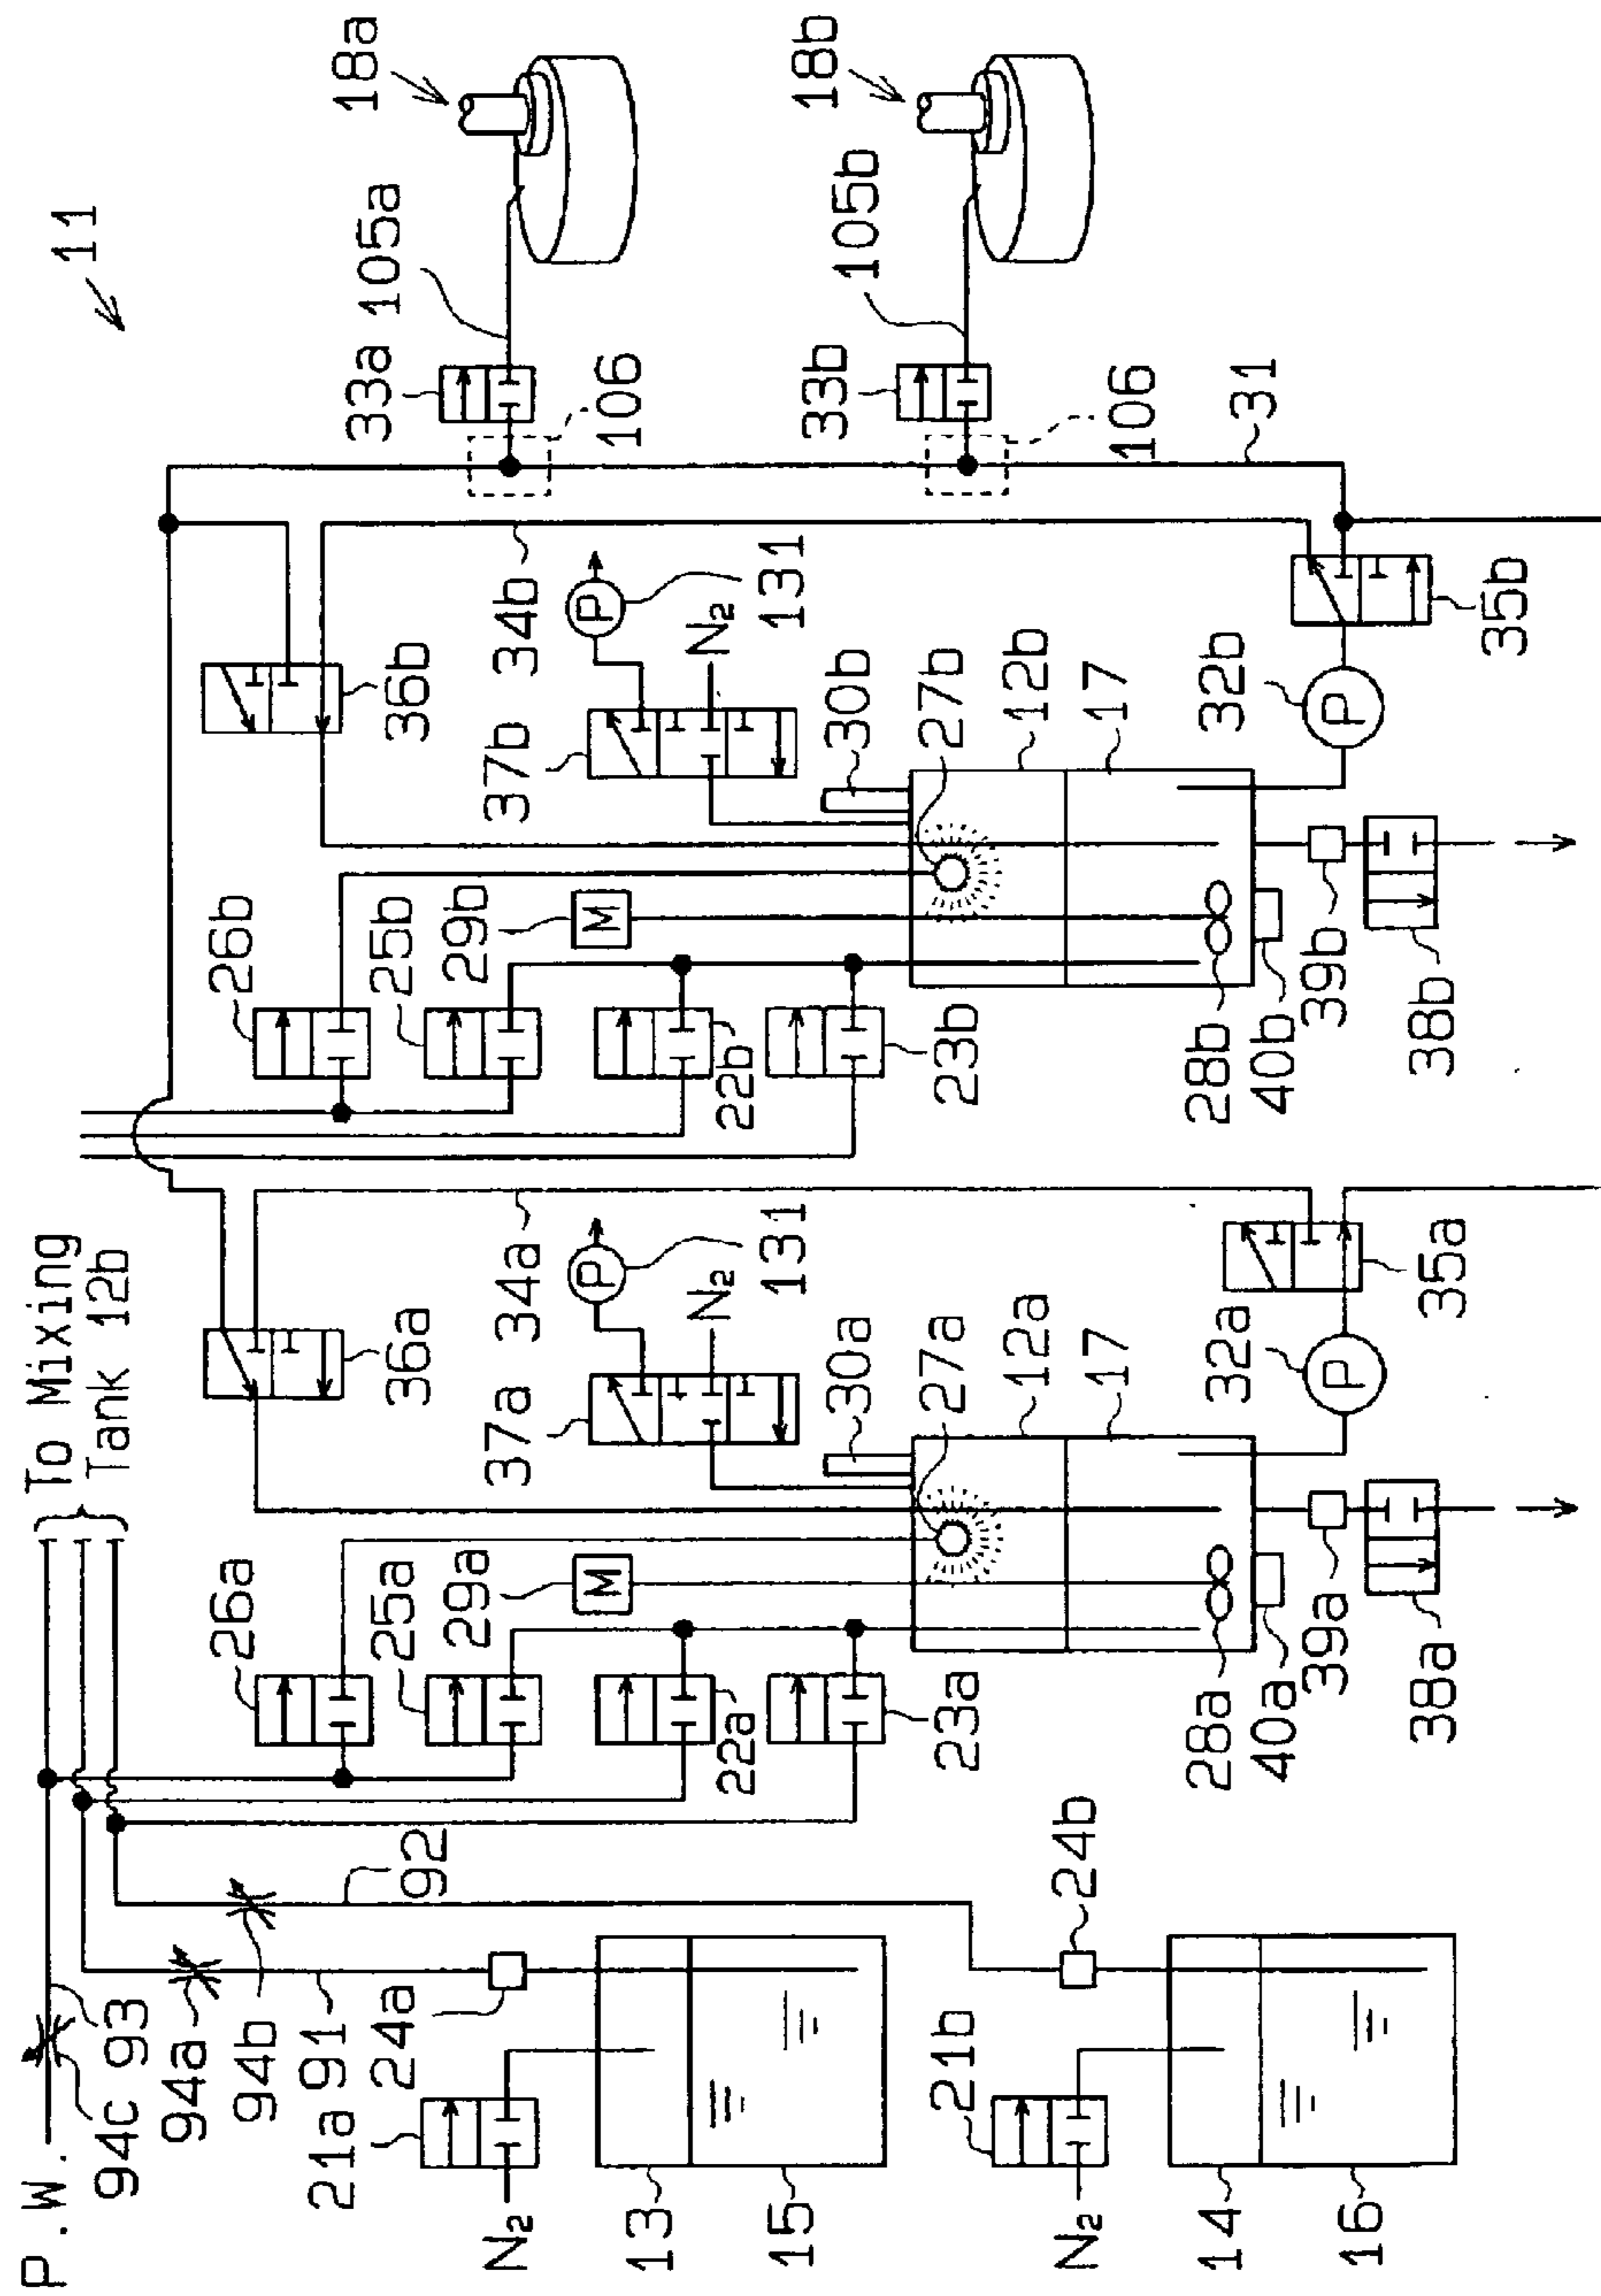 11
To Mixing
Tank 12b
P.W.
94c
93
94a
94b
91
92
21a
24a
N₂
13
15
21b
24b
N₂
14
16
26a
25a
29a
22a
23a
36a
34a
37a
131
N₂
30a
27a
12a
17
28a
40a
39a
38a
32a
35a
P
P
M
26b
25b
29b
22b
23b
36b
34b
37b
131
N₂
30b
27b
12b
17
28b
40b
39b
38b
32b
35b
P
P
M
33a
105a
18a
106
33b
105b
18b
106
31